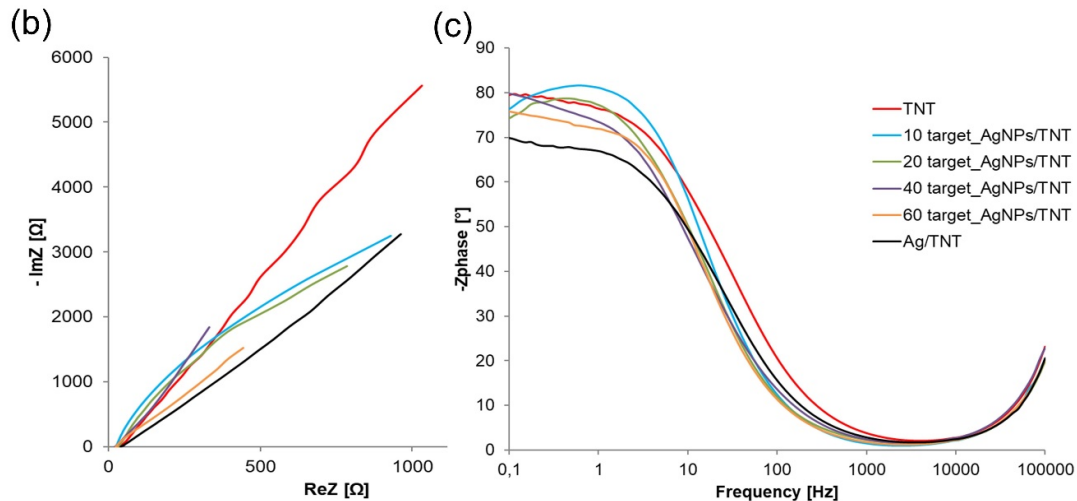 (b)
6000
5000
4000
3000
2000
1000
0
- ImZ [Ω]
0
500
1000
ReZ [Ω]
(c)
90
80
70
60
50
40
30
20
10
0
-Zphase [°]
0,1
1
10
100
1000
10000
100000
Frequency [Hz]
TNT
10 target_AgNPs/TNT
20 target_AgNPs/TNT
40 target_AgNPs/TNT
60 target_AgNPs/TNT
Ag/TNT